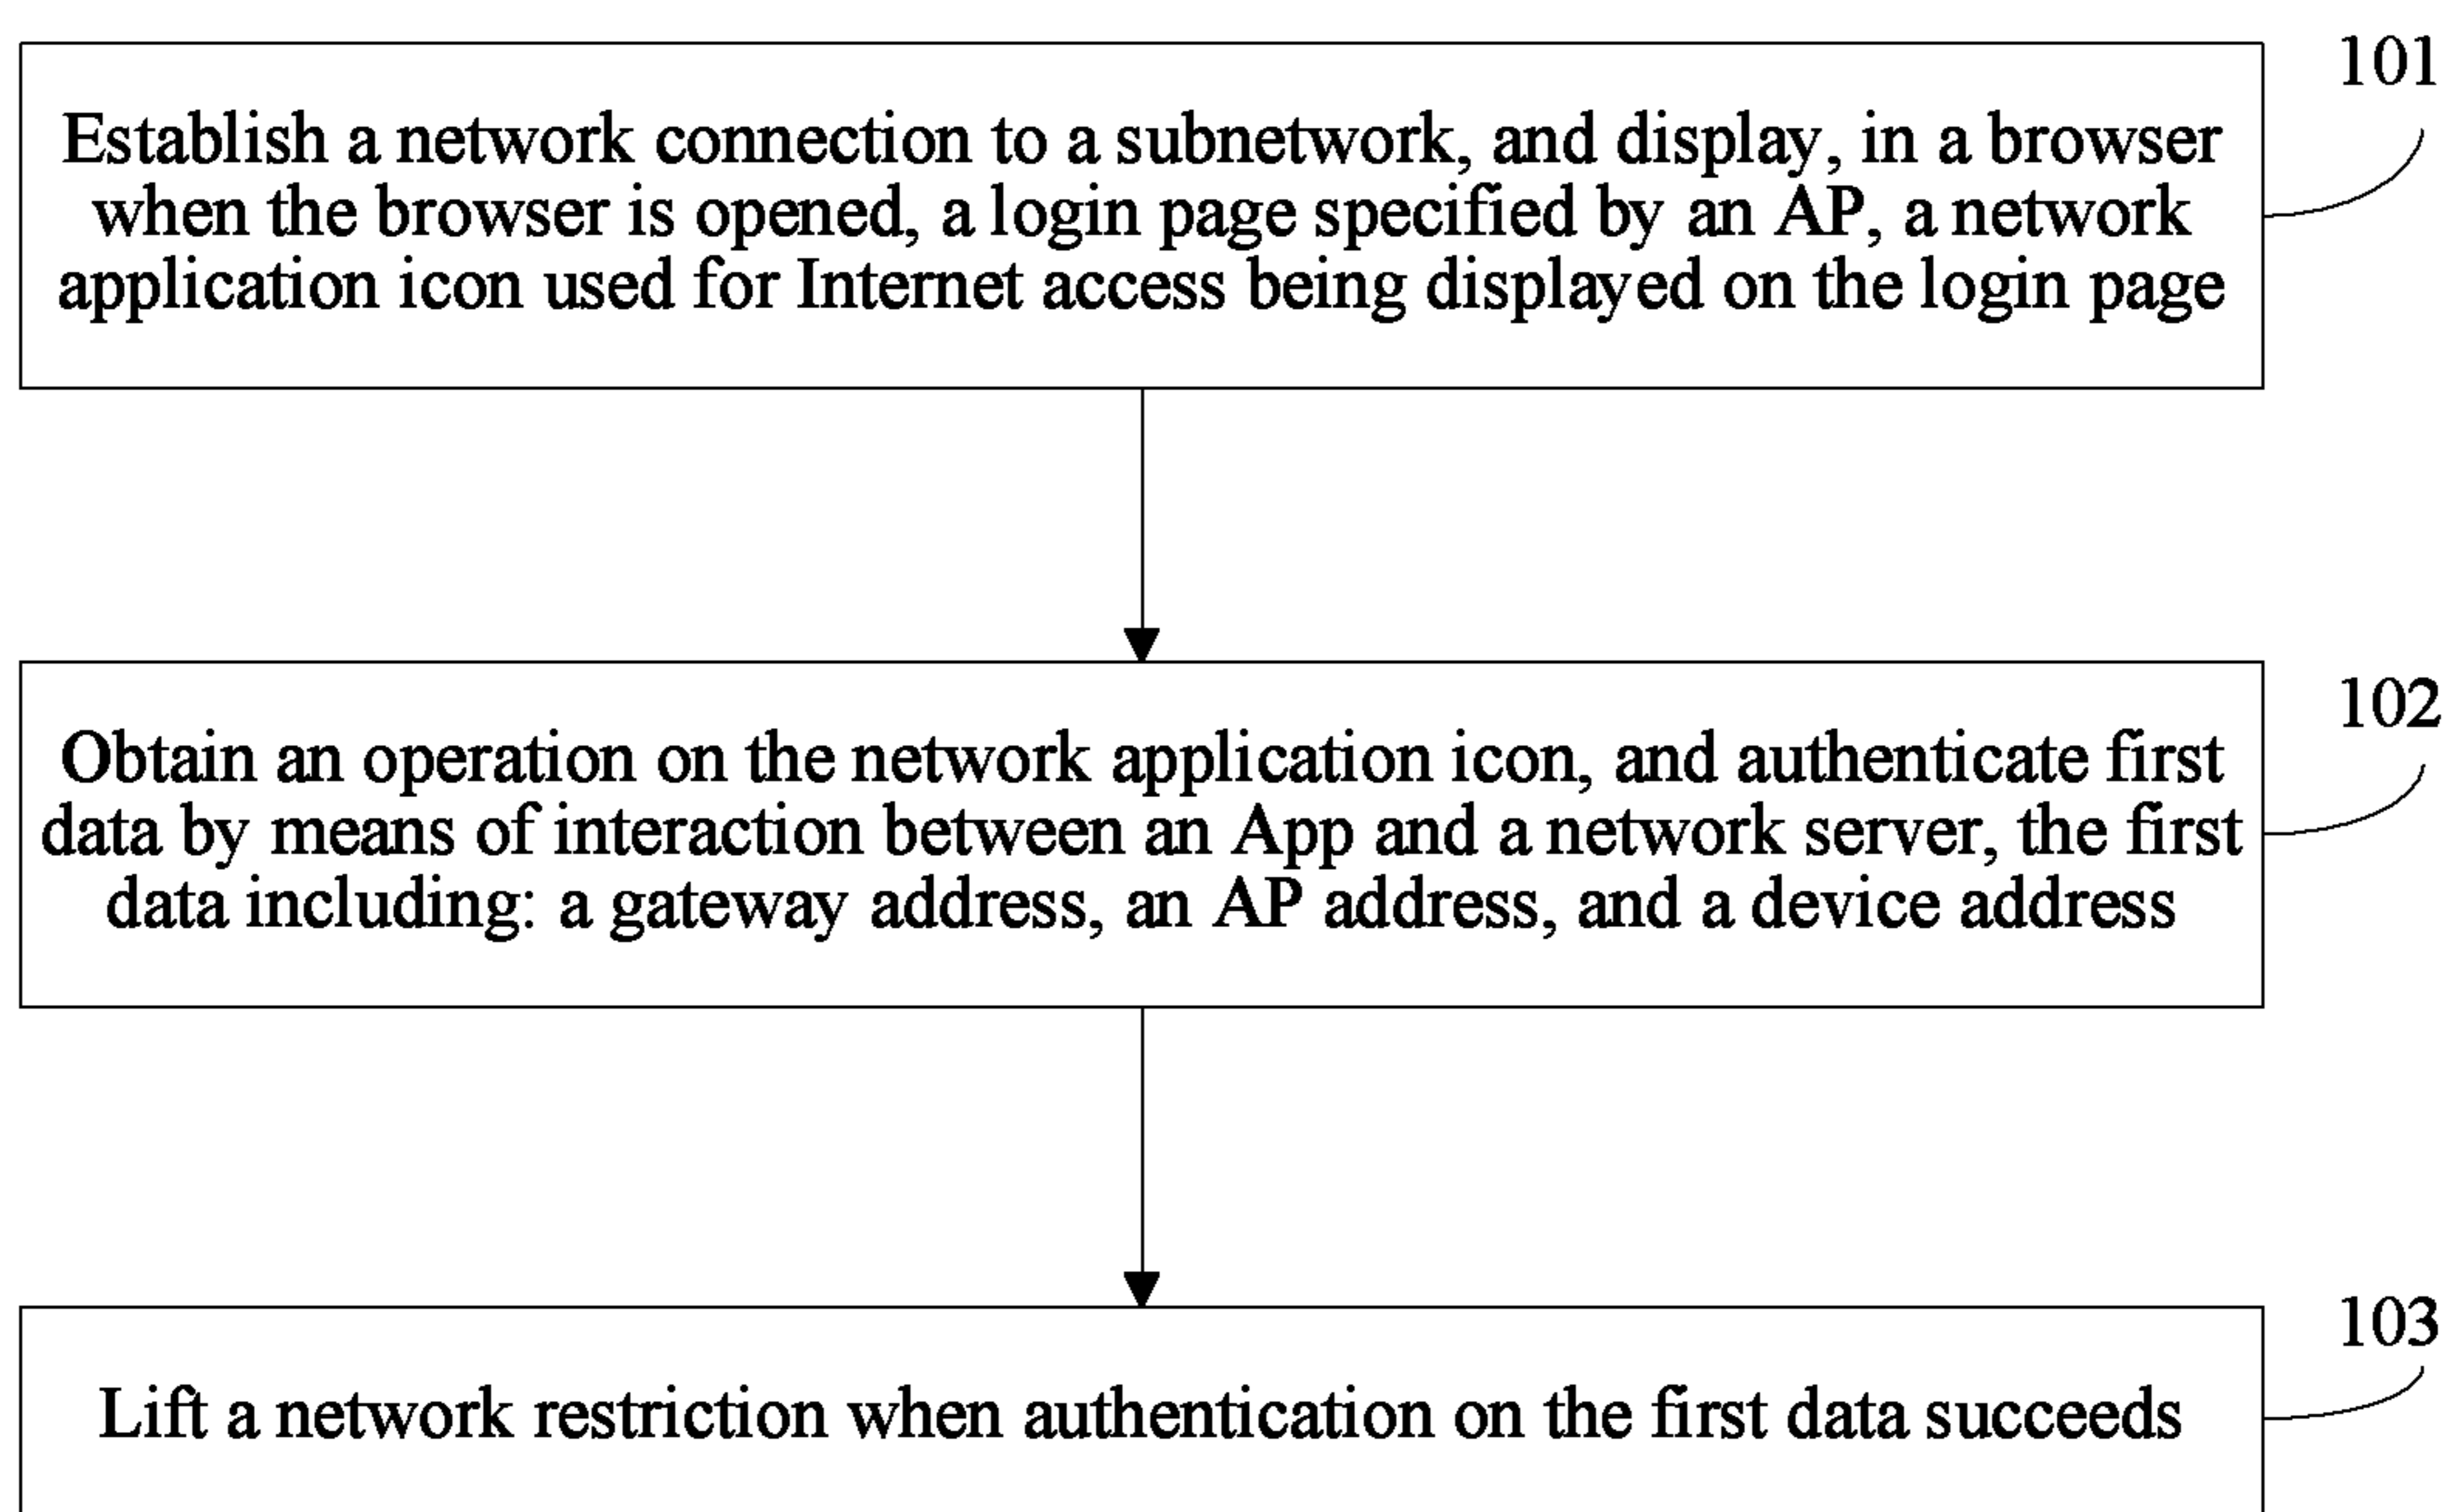 101
Establish a network connection to a subnetwork, and display, in a browser
when the browser is opened, a login page specified by an AP, a network
application icon used for Internet access being displayed on the login page
102
Obtain an operation on the network application icon, and authenticate first
data by means of interaction between an App and a network server, the first
data including: a gateway address, an AP address, and a device address
103
Lift a network restriction when authentication on the first data succeeds